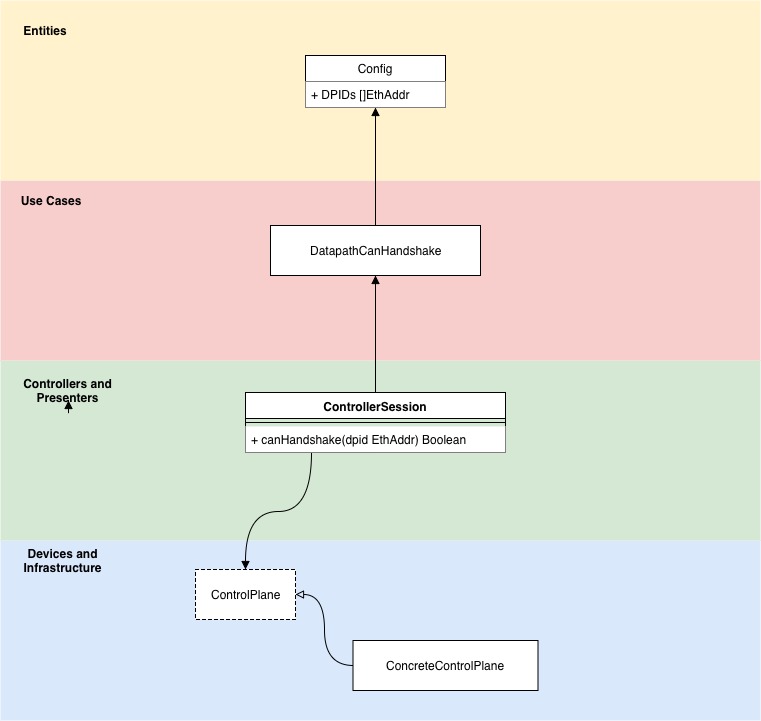 Entities
Config
+ DPIDs []EthAddr
Use Cases
DatapathCanHandshake
Controllers and
Presenters
ControllerSession
+ canHandshake(dpid EthAddr) Boolean
Devices and
Infrastructure
ControlPlane
ConcreteControlPlane